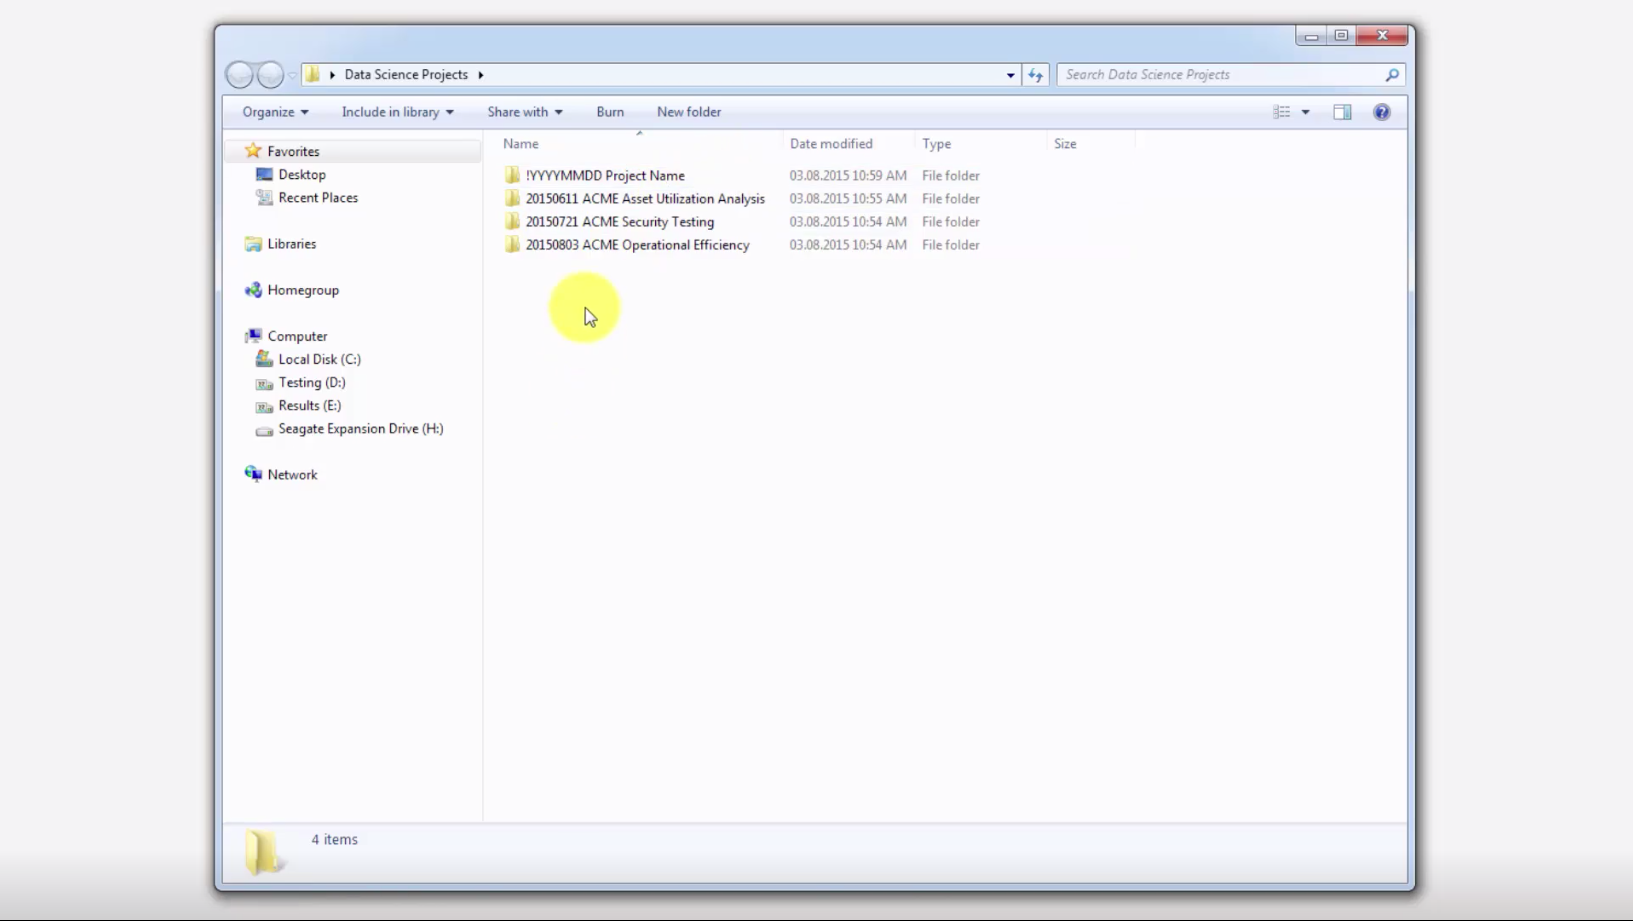 Data Science Projects
Search Data Science Projects
Organize Include in library Share with Burn New folder
Favorites
Desktop
Recent Places
Libraries
Homegroup
Computer
Local Disk (C:)
Testing (D:)
Results (E:)
Seagate Expansion Drive (H:)
Network
Name Date modified Type Size
!YYYYMMDD Project Name 03.08.2015 10:59 AM File folder
20150611 ACME Asset Utilization Analysis 03.08.2015 10:55 AM File folder
20150721 ACME Security Testing 03.08.2015 10:54 AM File folder
20150803 ACME Operational Efficiency 03.08.2015 10:54 AM File folder
4 items